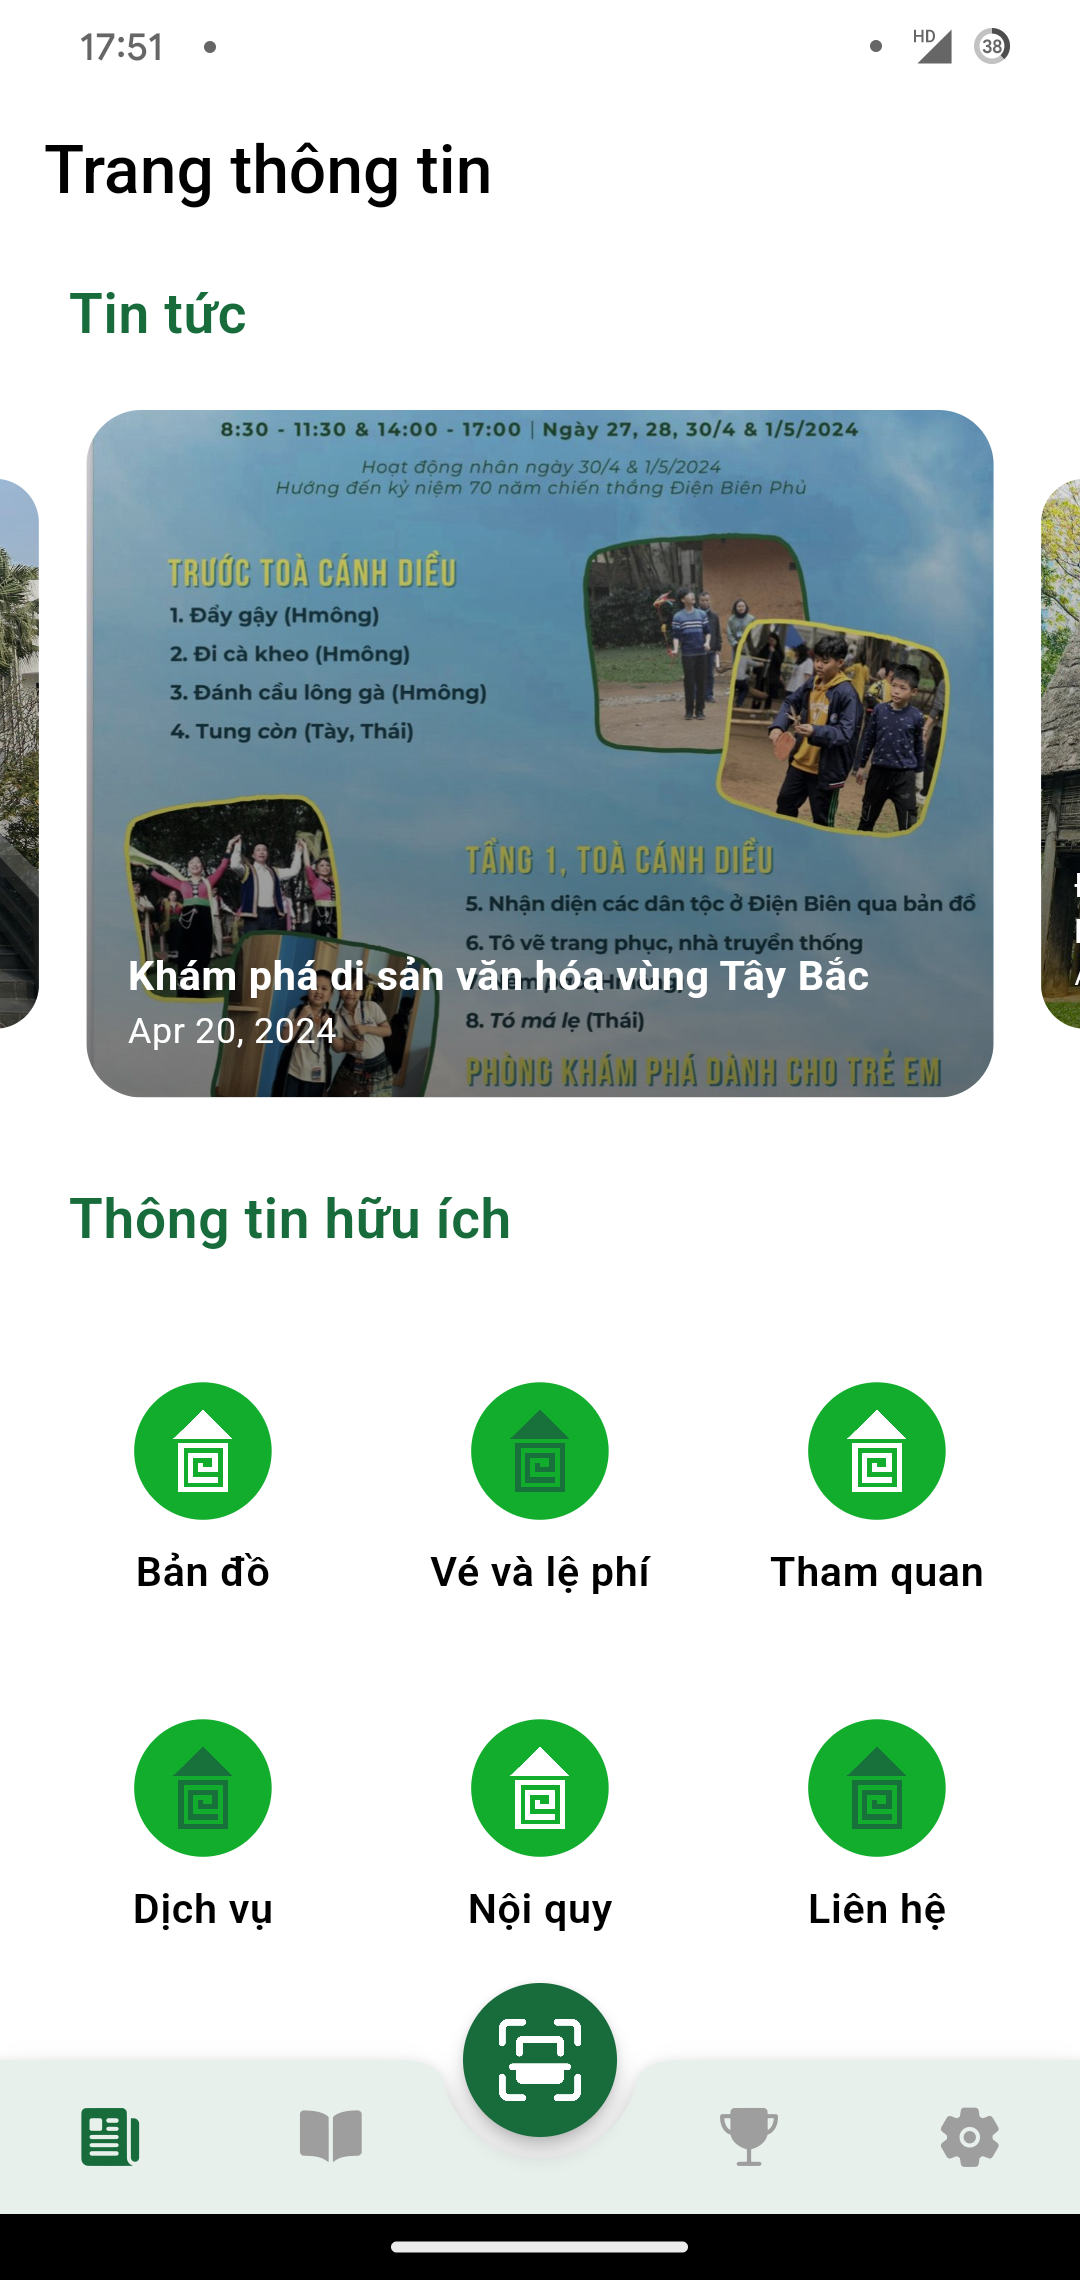 17:51
HD
38
Trang thông tin
Tin tức
8:30 - 11:30 & 14:00 - 17:00 | Ngày 27, 28, 30/4 & 1/5/2024
Hoạt động nhân ngày 30/4 & 1/5/2024
Hướng đến kỷ niệm 70 năm chiến thắng Điện Biên Phủ
TRƯỚC TOÀ CÁNH DIỀU
1. Đẩy gậy (Hmông)
2. Đi cà kheo (Hmông)
3. Đánh cầu lông gà (Hmông)
4. Tung còn (Tày, Thái)
TẦNG 1, TOÀ CÁNH DIỀU
5. Nhận diện các dân tộc ở Điện Biên qua bản đồ
6. Tô vẽ trang phục, nhà truyền thống
Khám phá di sản văn hóa vùng Tây Bắc
8. Tó má lẹ (Thái)
Apr 20, 2024
PHÒNG KHÁM PHÁ DÀNH CHO TRẺ EM
Thông tin hữu ích
Bản đồ
Vé và lệ phí
Tham quan
Dịch vụ
Nội quy
Liên hệ